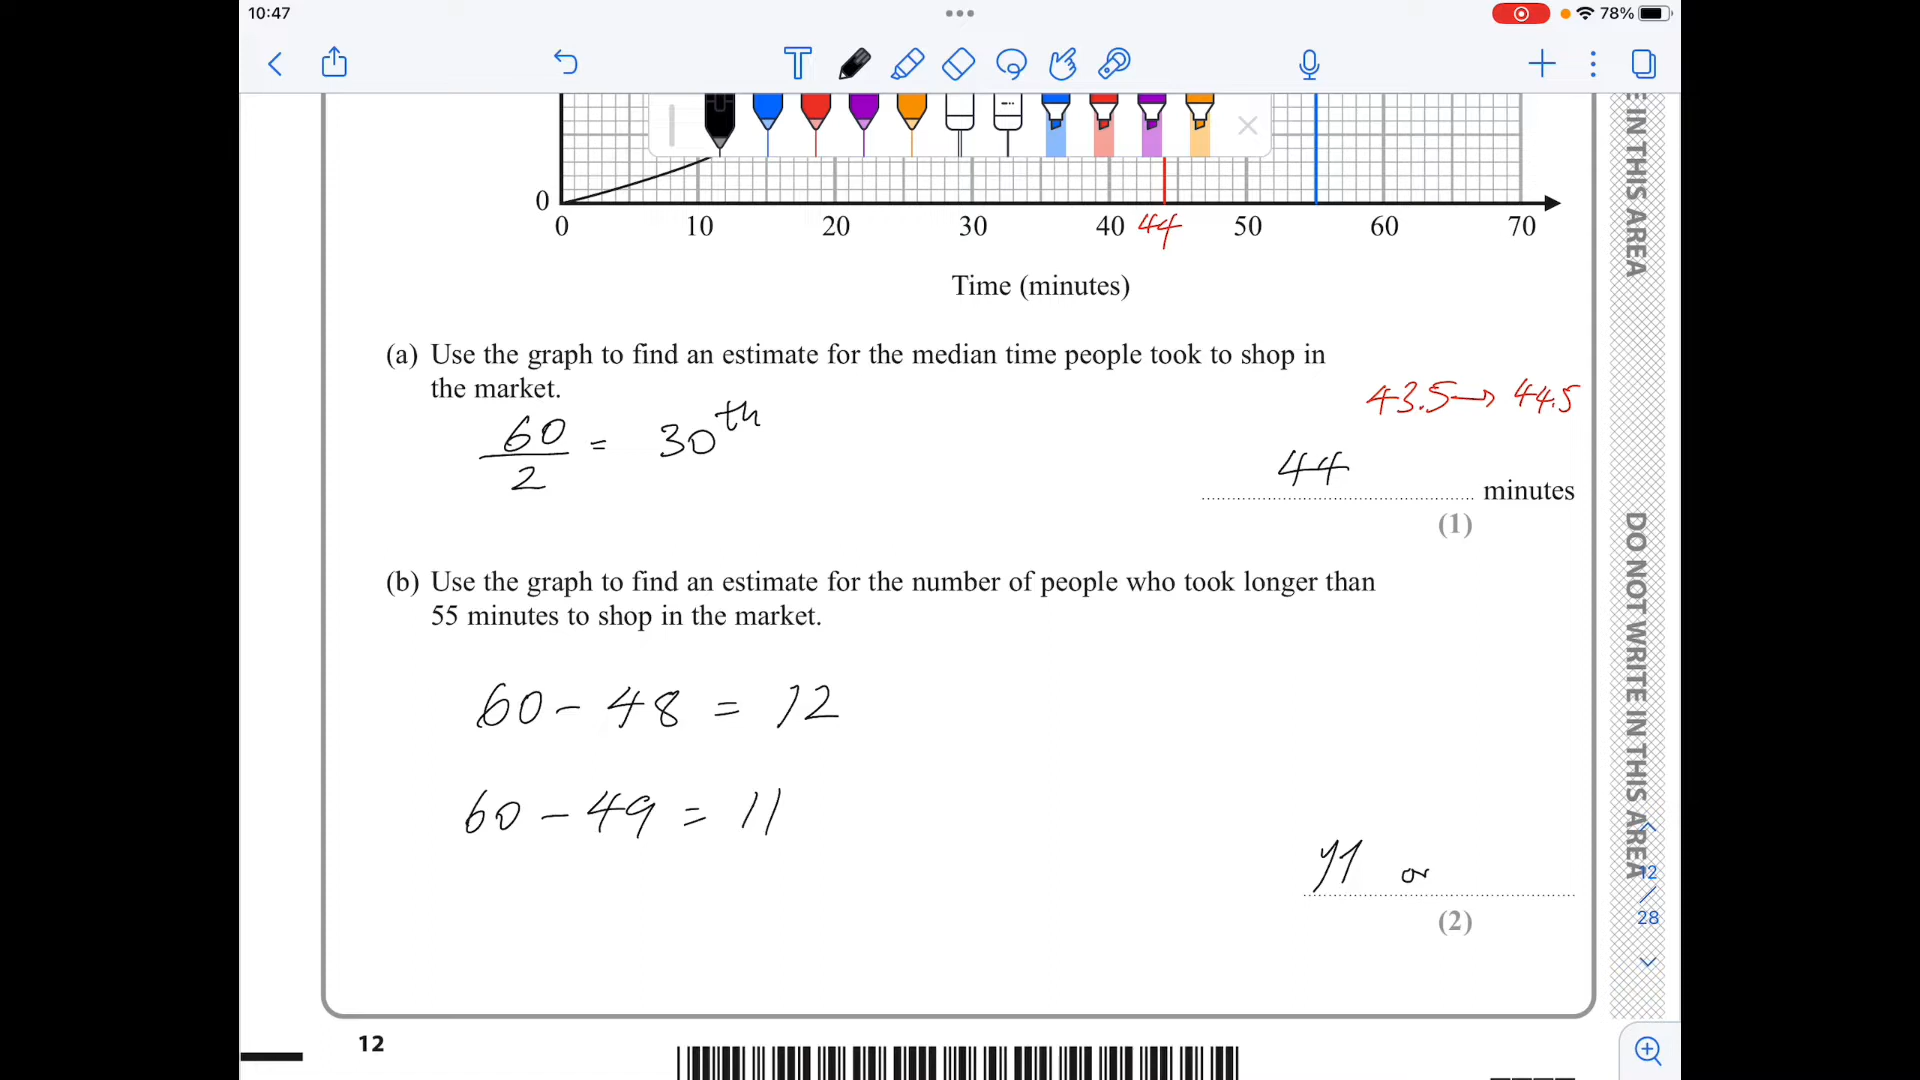 10:47
78%
0
0 10 20 30 40 44 50 60 70
Time (minutes)
(a) Use the graph to find an estimate for the median time people took to shop in
the market.
43.5 → 44.5
60
2
= 30th
44
minutes
(1)
(b) Use the graph to find an estimate for the number of people who took longer than
55 minutes to shop in the market.
60 - 48 = 12
60 - 49 = 11
11 or
(2)
12
E IN THIS AREA
DO NOT WRITE IN THIS AREA
12
/
28